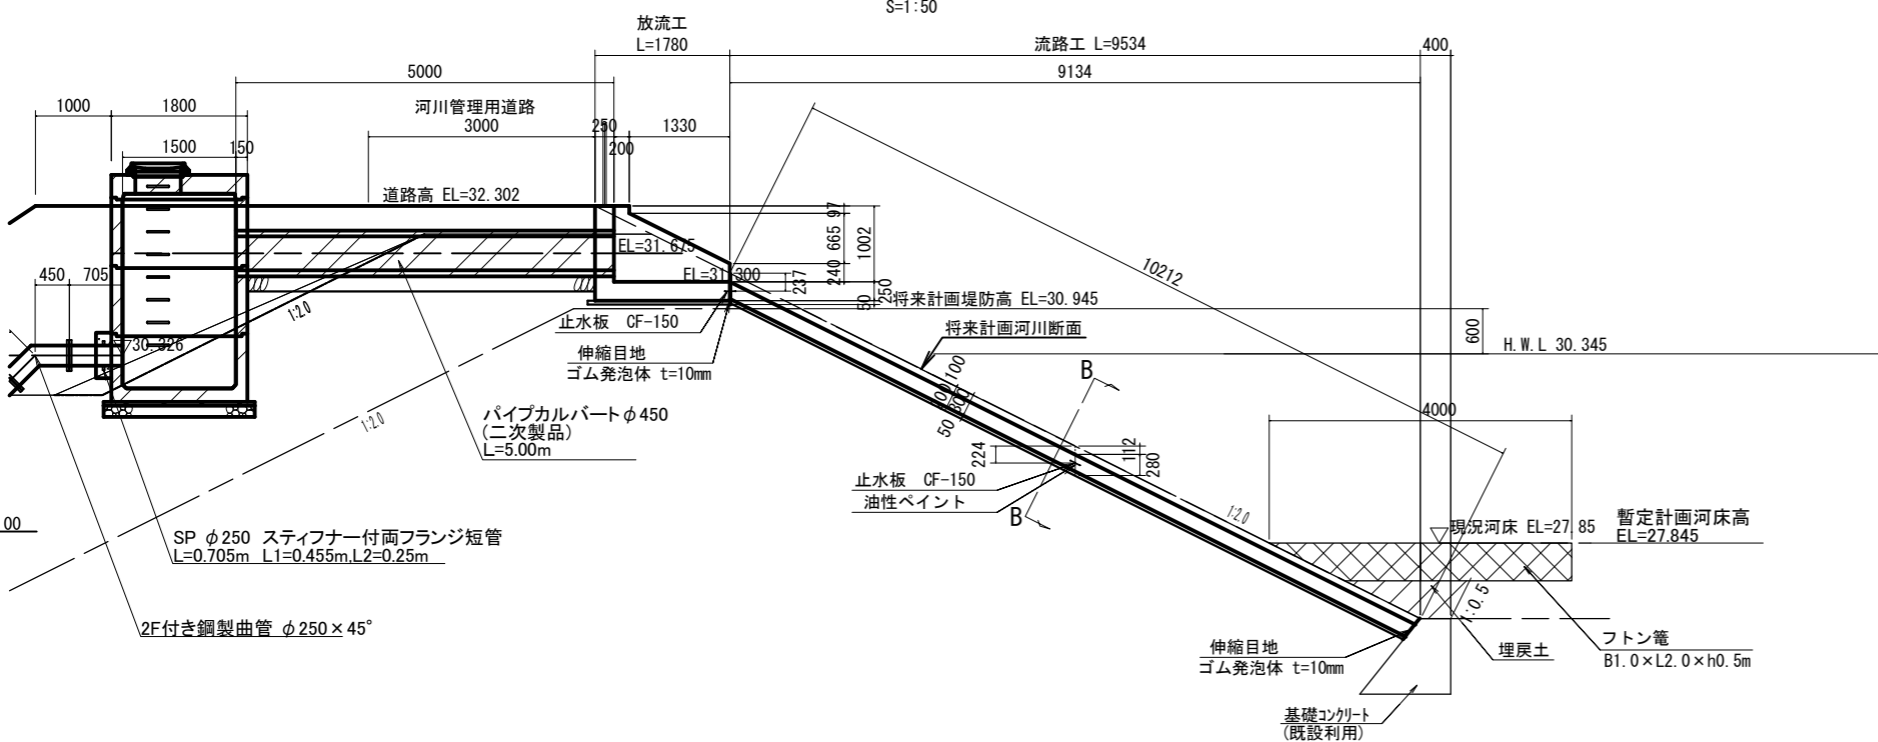 S=1:50
放流工
L=1780
流路工 L=9534
400
5000
9134
1000
1800
河川管理用道路
3000
250
1330
1500
150
200
道路高 EL=32.302
97
665
1002
240
EL=31.675
EL=31.300
237
250
50
10212
450
705
1:2.0
将来計画堤防高 EL=30.945
止水板 CF-150
将来計画河川断面
600
H.W.L 30.345
30.326
伸縮目地
ゴム発泡体 t=10mm
100
300
50
B
1:2.0
パイプカルバートφ450
(二次製品)
L=5.00m
4000
224
112
280
止水板 CF-150
油性ペイント
B
1:2.0
00
SP φ250 スティフナー付両フランジ短管
L=0.705m L1=0.455m,L2=0.25m
現況河床 EL=27.85
暫定計画河床高
EL=27.845
1:0.5
2F付き鋼製曲管 φ250×45°
伸縮目地
ゴム発泡体 t=10mm
埋戻土
フトン篭
B1.0×L2.0×h0.5m
基礎コンクリート
(既設利用)